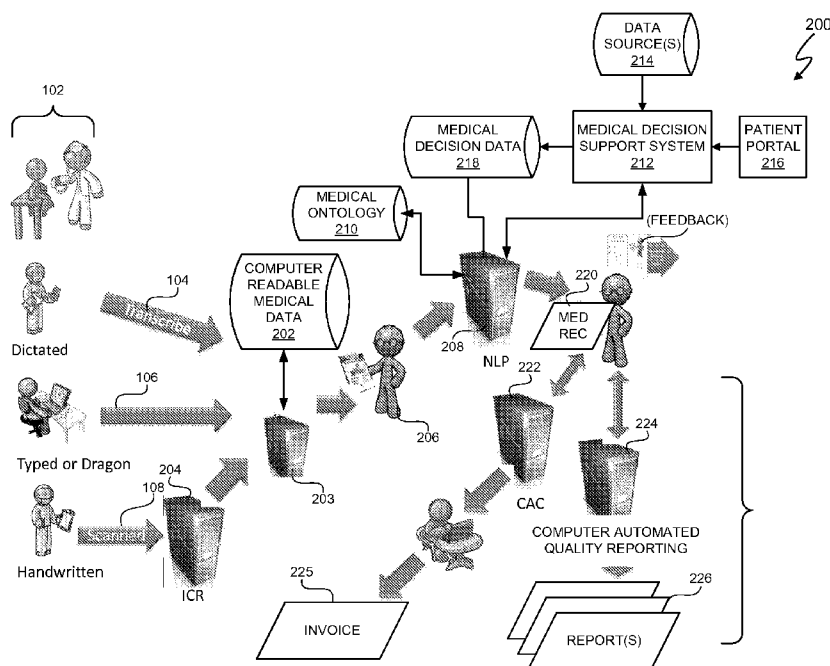 DATA
SOURCE(S)
214
200
102
MEDICAL
DECISION DATA
218
MEDICAL DECISION
SUPPORT SYSTEM
212
PATIENT
PORTAL
216
MEDICAL
ONTOLOGY
210
(FEEDBACK)
COMPUTER
READABLE
MEDICAL
DATA
202
104
Transcribe
Dictated
220
MED
REC
208
NLP
106
222
206
224
Typed or Dragon
204
203
108
Scanner
CAC
Handwritten
ICR
COMPUTER AUTOMATED
QUALITY REPORTING
225
226
INVOICE
REPORT(S)